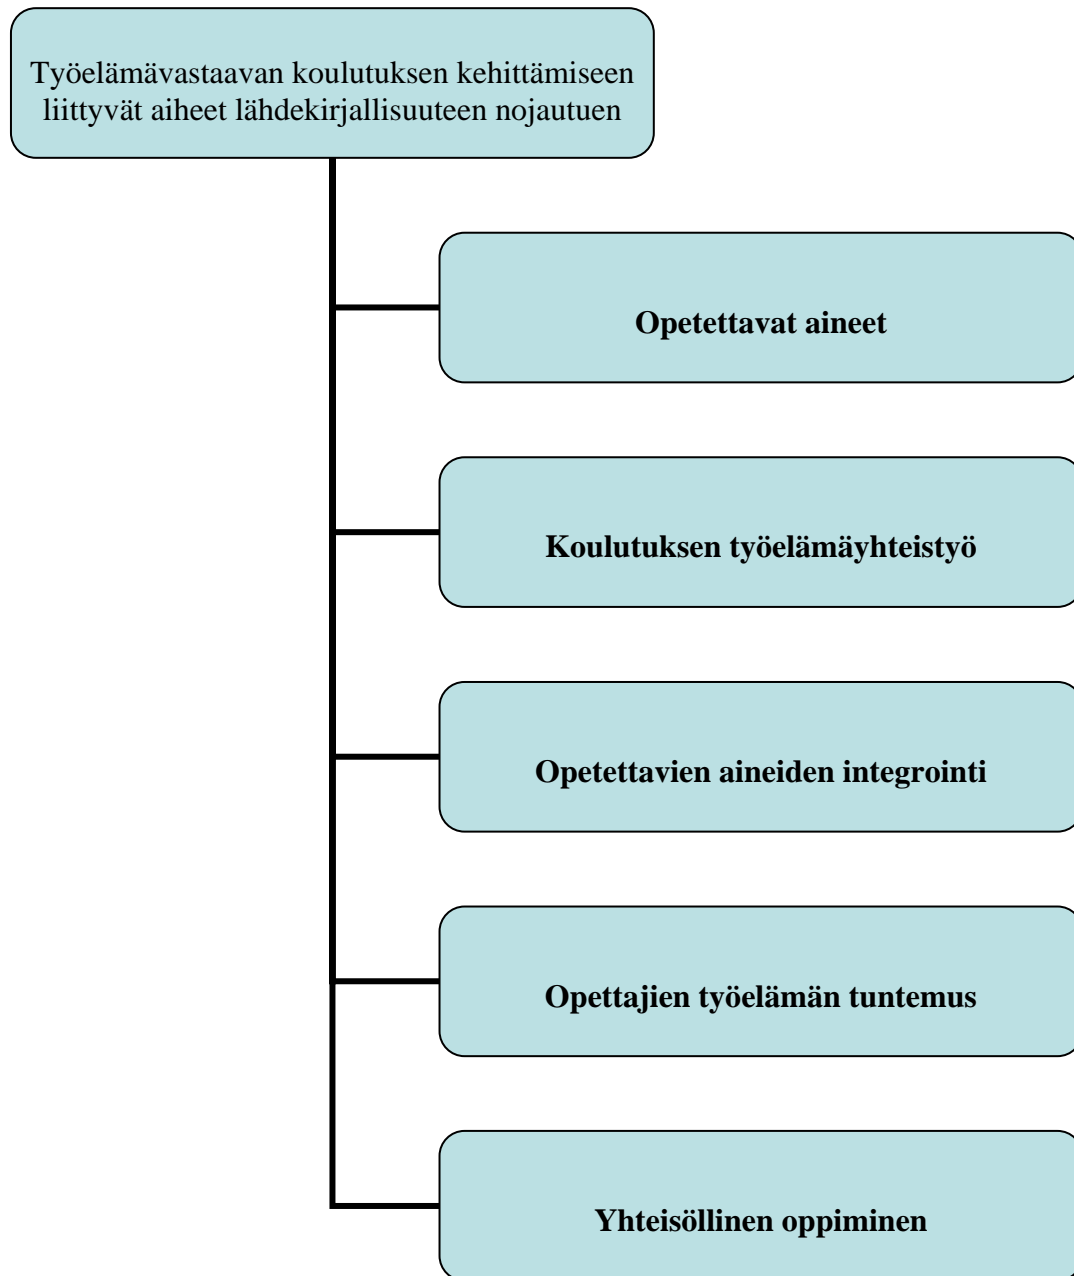 Työelämävastaavan koulutuksen kehittämiseen
liittyvät aiheet lähdekirjallisuuteen nojautuen
Opetettavat aineet
Koulutuksen työelämäyhteistyö
Opetettavien aineiden integrointi
Opettajien työelämän tuntemus
Yhteisöllinen oppiminen